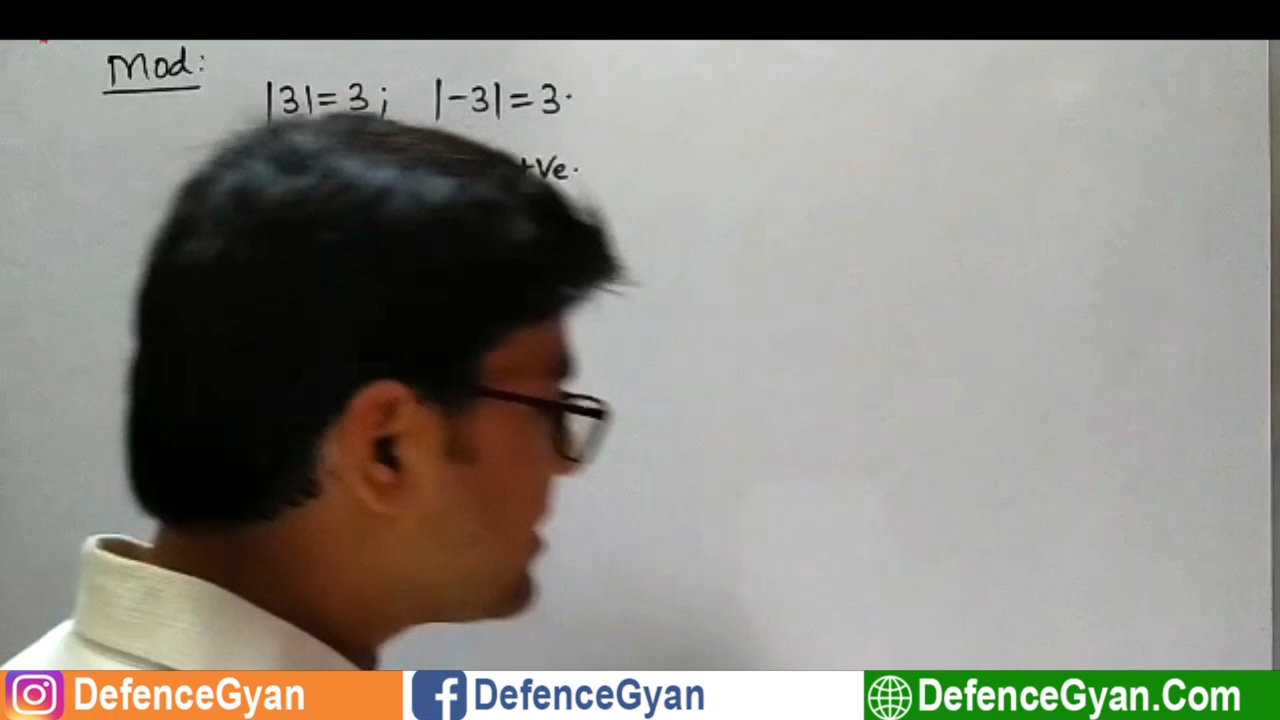 Mod:
|3| = 3 ; |-3| = 3.
+Ve.
DefenceGyan
DefenceGyan
DefenceGyan.Com